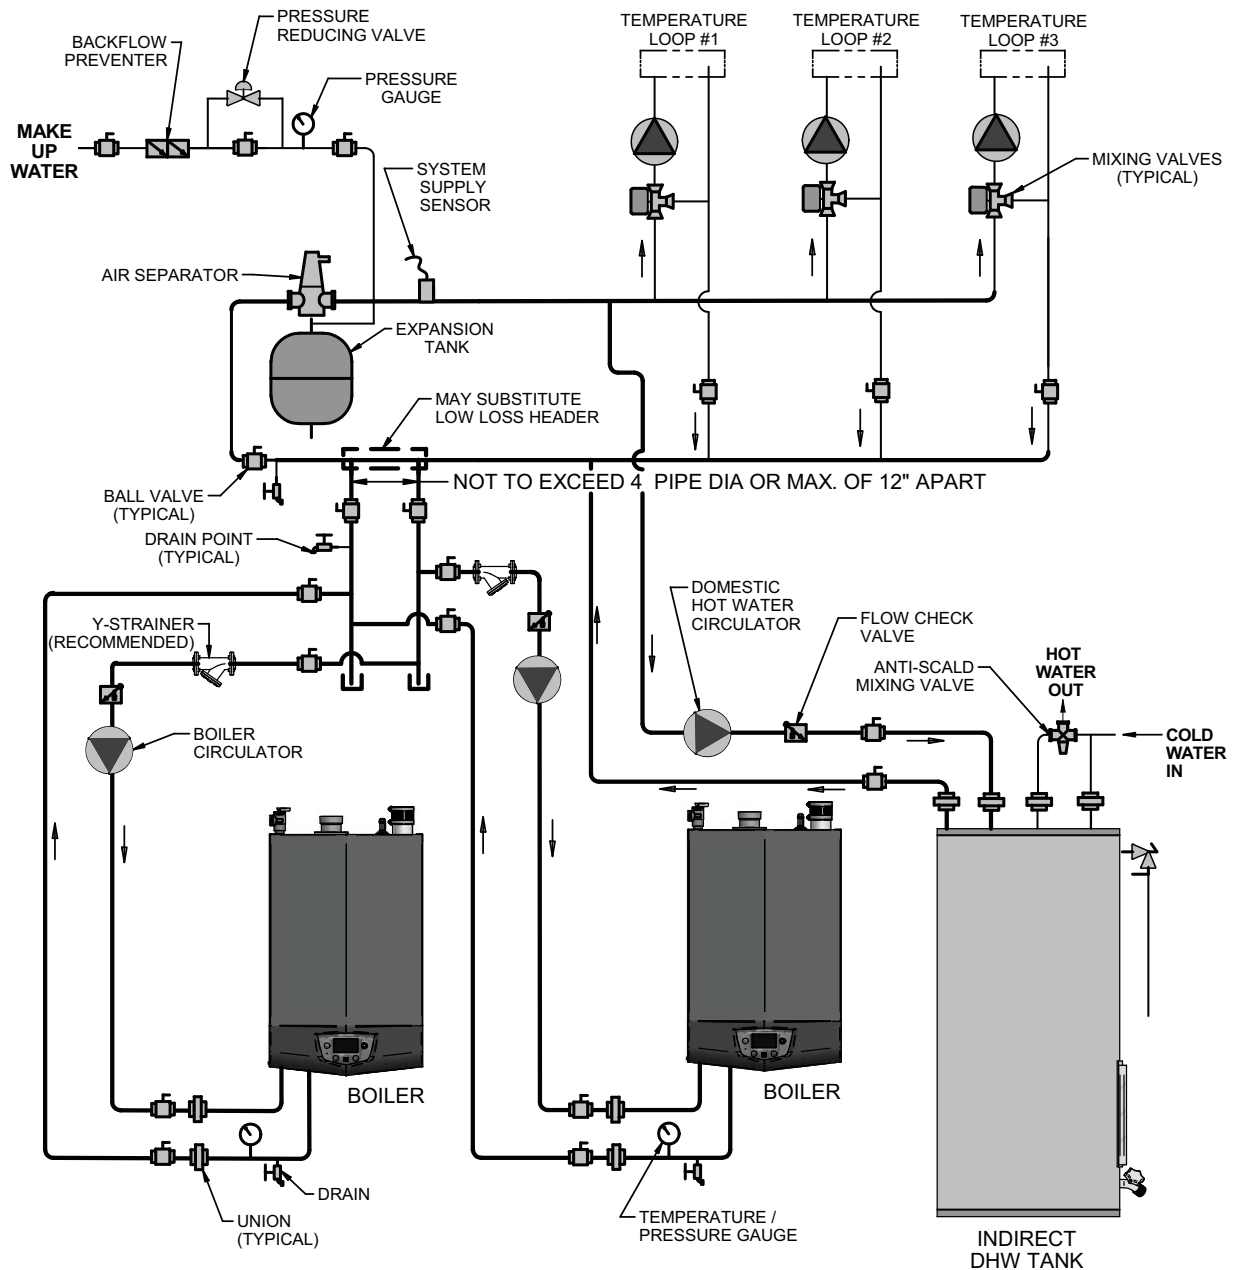 PRESSURE
REDUCING VALVE
BACKFLOW
PREVENTER
PRESSURE
GAUGE
MAKE
UP
WATER
SYSTEM
SUPPLY
SENSOR
TEMPERATURE
LOOP #1
TEMPERATURE
LOOP #2
TEMPERATURE
LOOP #3
MIXING VALVES
(TYPICAL)
AIR SEPARATOR
EXPANSION
TANK
MAY SUBSTITUTE
LOW LOSS HEADER
NOT TO EXCEED 4 PIPE DIA OR MAX. OF 12" APART
BALL VALVE
(TYPICAL)
DRAIN POINT
(TYPICAL)
Y-STRAINER
(RECOMMENDED)
BOILER
CIRCULATOR
DOMESTIC
HOT WATER
CIRCULATOR
FLOW CHECK
VALVE
ANTI-SCALD
MIXING VALVE
HOT
WATER
OUT
COLD
WATER
IN
BOILER
BOILER
DRAIN
UNION
(TYPICAL)
TEMPERATURE /
PRESSURE GAUGE
INDIRECT
DHW TANK